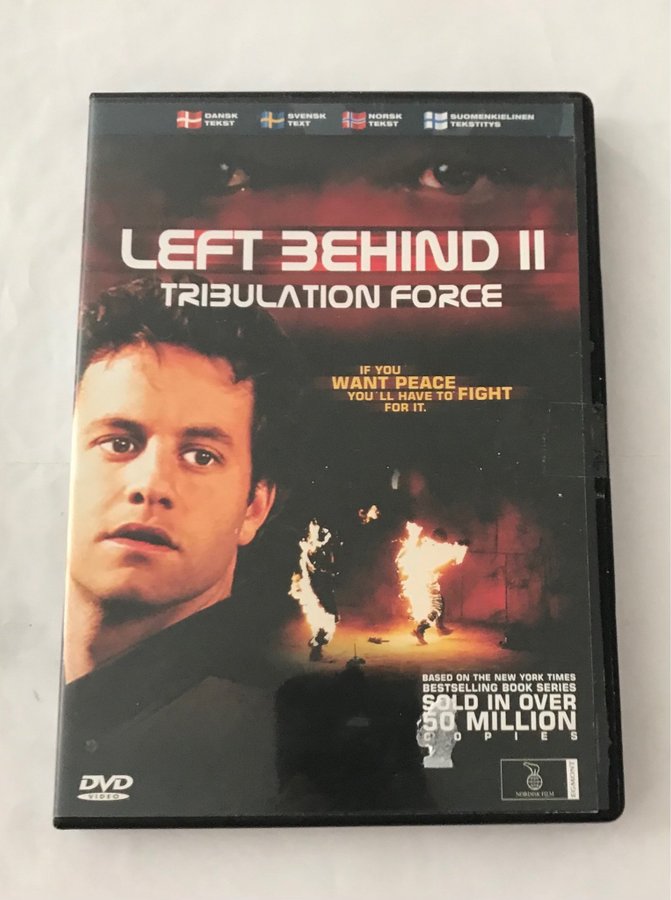 DANSK TEKST
SVENSK TEXT
NORSK TEKST
SUOMENKIELINEN TEKSTITYS
LEFT BEHIND II
TRIBULATION FORCE
IF YOU
WANT PEACE
YOU'LL HAVE TO FIGHT
FOR IT.
BASED ON THE NEW YORK TIMES
BESTSELLING BOOK SERIES
SOLD IN OVER
50 MILLION
COPIES
DVD
VIDEO
NORDISK FILM
EGMONT